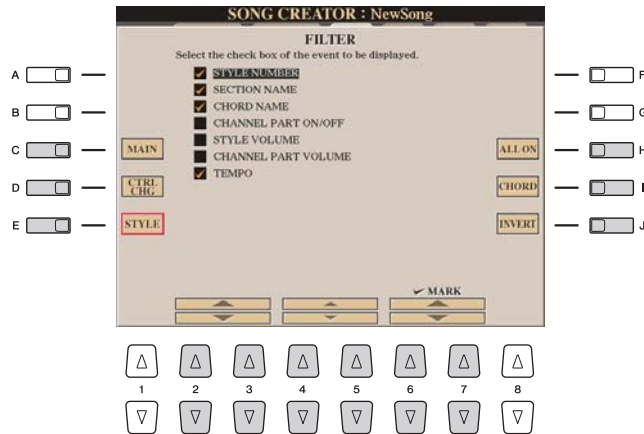 SONG CREATOR : NewSong
FILTER
Select the check box of the event to be displayed.
STYLE NUMBER
SECTION NAME
CHORD NAME
CHANNEL PART ON/OFF
STYLE VOLUME
CHANNEL PART VOLUME
TEMPO
A
B
C
D
E
MAIN
CTRL
CHG
STYLE
ALL ON
CHORD
INVERT
F
G
H
I
J
MARK
1 2 3 4 5 6 7 8